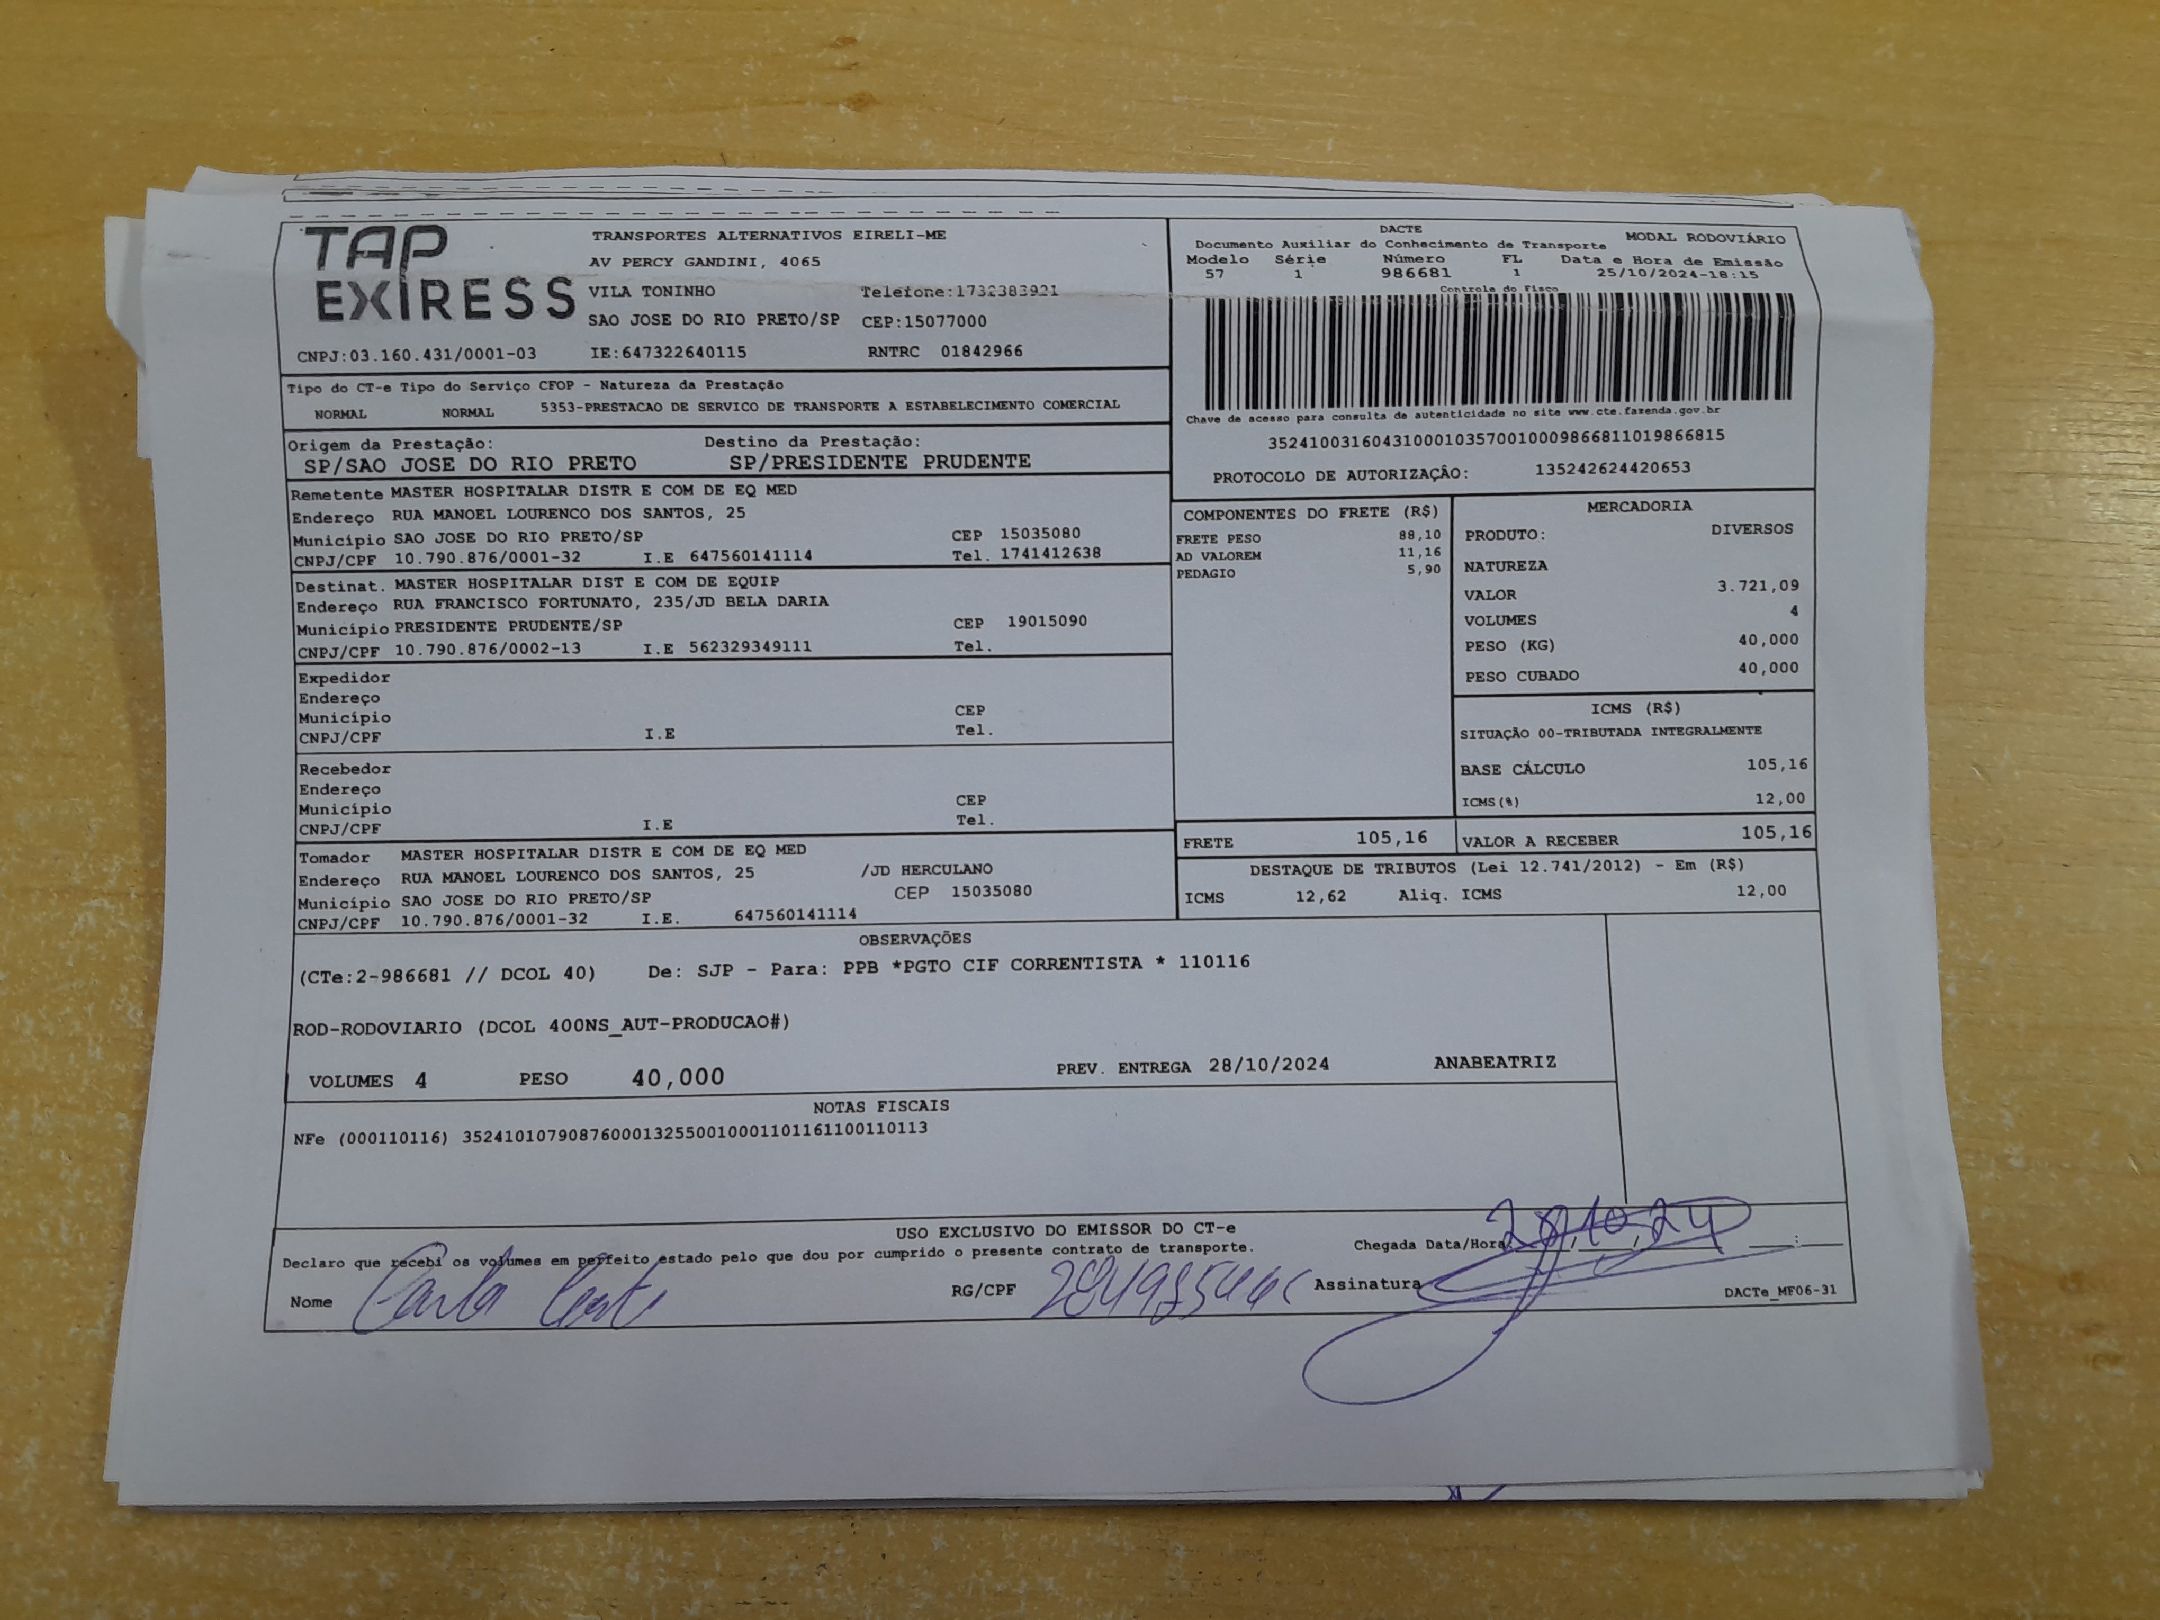 TAP
EXPRESS
TRANSPORTES ALTERNATIVOS EIRELI-ME
AV PERCY GANDINI, 4065
VILA TONINHO Telefone:1732383921
SAO JOSE DO RIO PRETO/SP CEP:15077000
CNPJ:03.160.431/0001-03 IE:647322640115 RNTRC 01842966
DACTE
Documento Auxiliar do Conhecimento de Transporte MODAL RODOVIÁRIO
Modelo Série Número FL Data e Hora de Emissão
57 1 986681 1 25/10/2024-18:15
Controle do Fisco
Chave de acesso para consulta de autenticidade no site www.cte.fazenda.gov.br
35241003160431000103570010009866811019866815
PROTOCOLO DE AUTORIZAÇÃO: 135242624420653
Tipo do CT-e Tipo do Serviço CFOP - Natureza da Prestação
NORMAL NORMAL 5353-PRESTACAO DE SERVICO DE TRANSPORTE A ESTABELECIMENTO COMERCIAL
Origem da Prestação: Destino da Prestação:
SP/SAO JOSE DO RIO PRETO SP/PRESIDENTE PRUDENTE
Remetente MASTER HOSPITALAR DISTR E COM DE EQ MED
Endereço RUA MANOEL LOURENCO DOS SANTOS, 25
Município SAO JOSE DO RIO PRETO/SP CEP 15035080
CNPJ/CPF 10.790.876/0001-32 I.E 647560141114 Tel. 1741412638
Destinat. MASTER HOSPITALAR DIST E COM DE EQUIP
Endereço RUA FRANCISCO FORTUNATO, 235/JD BELA DARIA
Município PRESIDENTE PRUDENTE/SP CEP 19015090
CNPJ/CPF 10.790.876/0002-13 I.E 562329349111 Tel.
Expedidor
Endereço
Município CEP
CNPJ/CPF I.E Tel.
Recebedor
Endereço
Município CEP
CNPJ/CPF I.E Tel.
Tomador MASTER HOSPITALAR DISTR E COM DE EQ MED
Endereço RUA MANOEL LOURENCO DOS SANTOS, 25 /JD HERCULANO
Município SAO JOSE DO RIO PRETO/SP CEP 15035080
CNPJ/CPF 10.790.876/0001-32 I.E. 647560141114
COMPONENTES DO FRETE (R$)
FRETE PESO 88,10
AD VALOREM 11,16
PEDAGIO 5,90
MERCADORIA
PRODUTO: DIVERSOS
NATUREZA
VALOR 3.721,09
VOLUMES 4
PESO (KG) 40,000
PESO CUBADO 40,000
ICMS (R$)
SITUAÇÃO 00-TRIBUTADA INTEGRALMENTE
BASE CÁLCULO 105,16
ICMS(%) 12,00
FRETE 105,16 VALOR A RECEBER 105,16
DESTAQUE DE TRIBUTOS (Lei 12.741/2012) - Em (R$)
ICMS 12,62 Aliq. ICMS 12,00
OBSERVAÇÕES
(CTe:2-986681 // DCOL 40) De: SJP - Para: PPB *PGTO CIF CORRENTISTA * 110116
ROD-RODOVIARIO (DCOL 400NS_AUT-PRODUCAO#)
VOLUMES 4 PESO 40,000 PREV. ENTREGA 28/10/2024 ANABEATRIZ
NOTAS FISCAIS
NFe (000110116) 35241010790876000132550010001101161100110113
USO EXCLUSIVO DO EMISSOR DO CT-e
Declaro que recebi os volumes em perfeito estado pelo que dou por cumprido o presente contrato de transporte. Chegada Data/Hora 28/10/24
Nome Carla RG/CPF Assinatura
DACTe_MF06-31